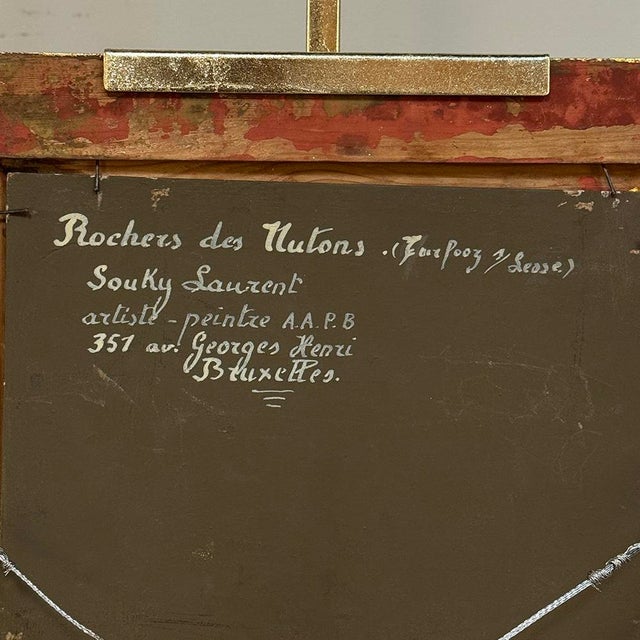 Rochers des Nutons. (Furfooz s/ Lesse)
Souky Laurent
artiste-peintre A.A.P.B
351 av. Georges Henri
Bruxelles.